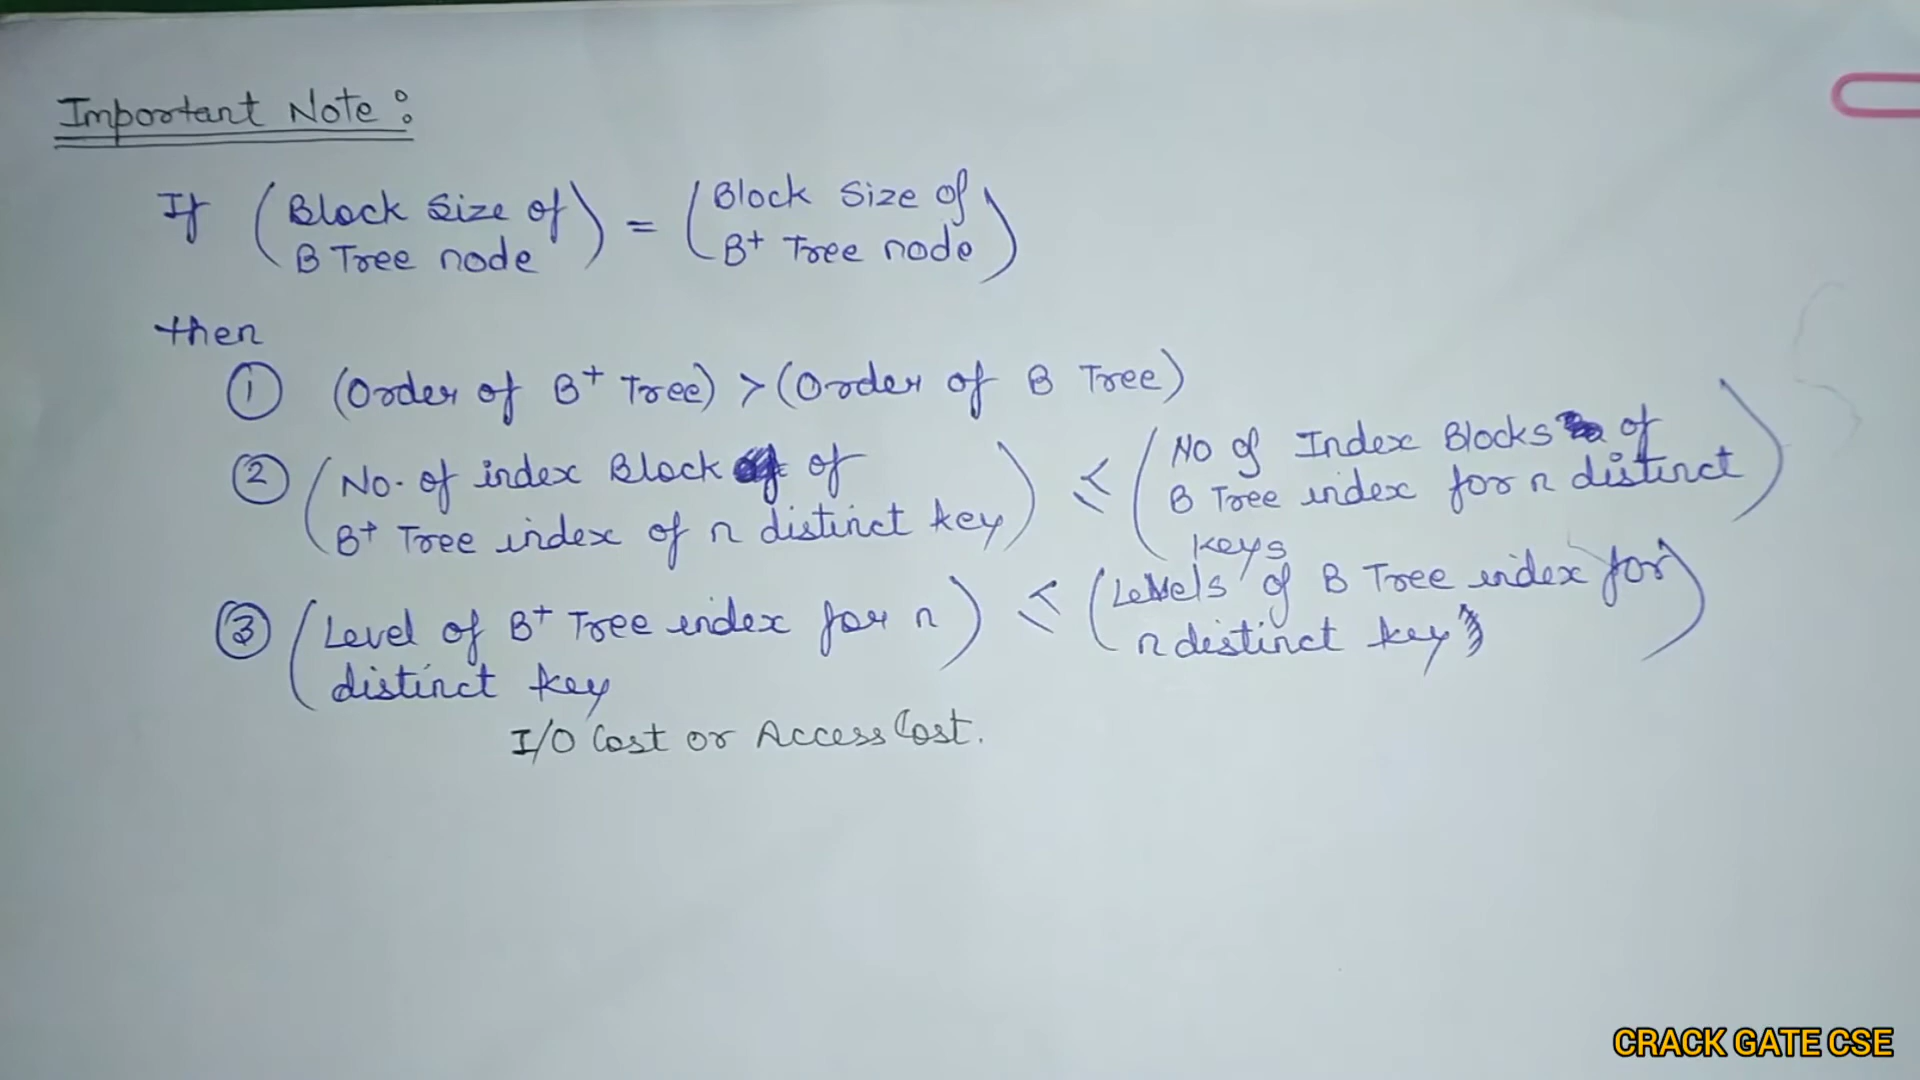 Important Note :
If (Block Size of B Tree node) = (Block Size of B+ Tree node)
then
① (Order of B+ Tree) > (Order of B Tree)
② (No. of index Block of B+ Tree index of n distinct key) ≤ (No of Index Blocks of B Tree index for n distinct keys)
③ (Level of B+ Tree index for n distinct key) ≤ (Levels of B Tree index for n distinct key)
I/O Cost or Access Cost.
CRACK GATE CSE